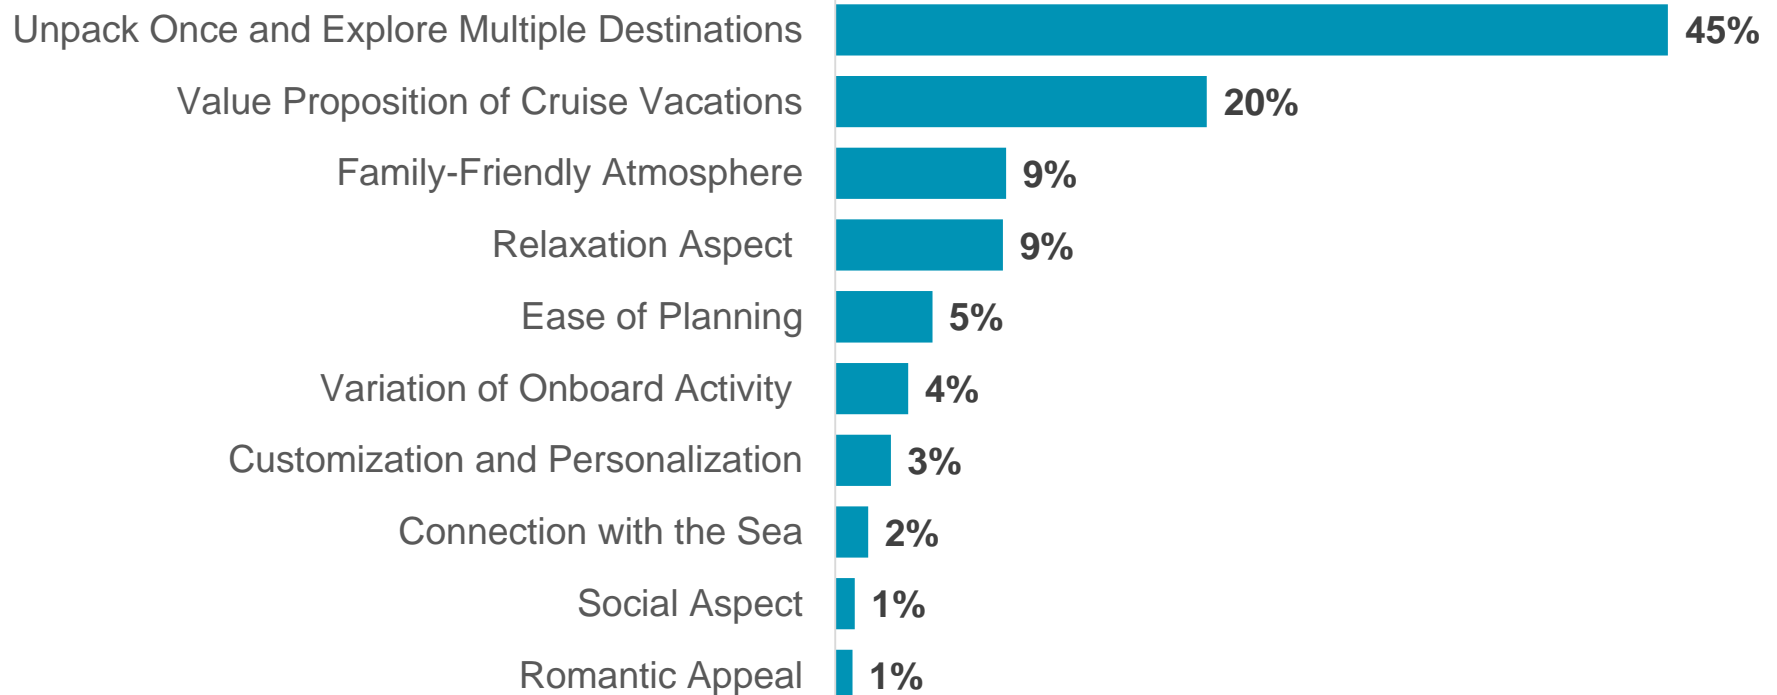 Unpack Once and Explore Multiple Destinations 45%
Value Proposition of Cruise Vacations 20%
Family-Friendly Atmosphere 9%
Relaxation Aspect 9%
Ease of Planning 5%
Variation of Onboard Activity 4%
Customization and Personalization 3%
Connection with the Sea 2%
Social Aspect 1%
Romantic Appeal 1%